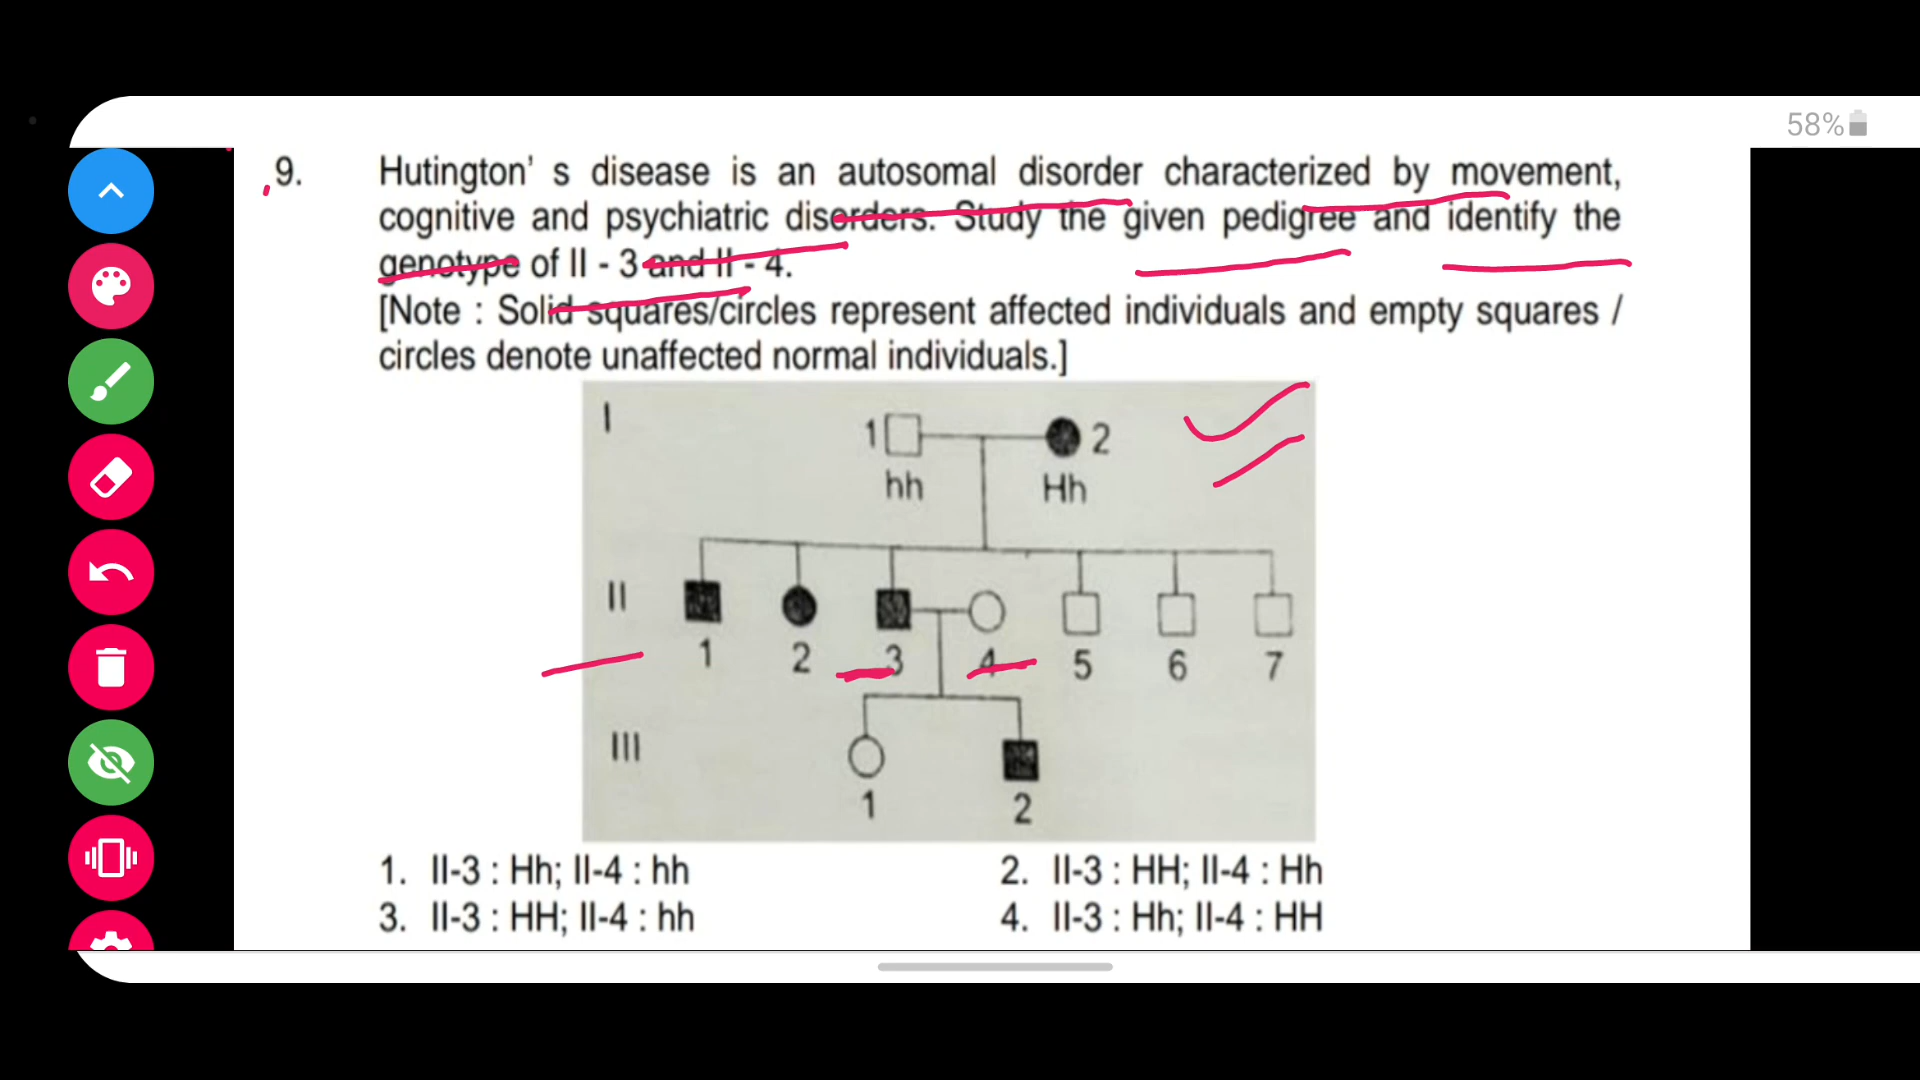 58%
9. Hutington' s disease is an autosomal disorder characterized by movement,
cognitive and psychiatric disorders. Study the given pedigree and identify the
genotype of II - 3 and II - 4.
[Note : Solid squares/circles represent affected individuals and empty squares /
circles denote unaffected normal individuals.]
I 1 2
hh Hh
II
1 2 3 4 5 6 7
III
1 2
1. II-3 : Hh; II-4 : hh 2. II-3 : HH; II-4 : Hh
3. II-3 : HH; II-4 : hh 4. II-3 : Hh; II-4 : HH